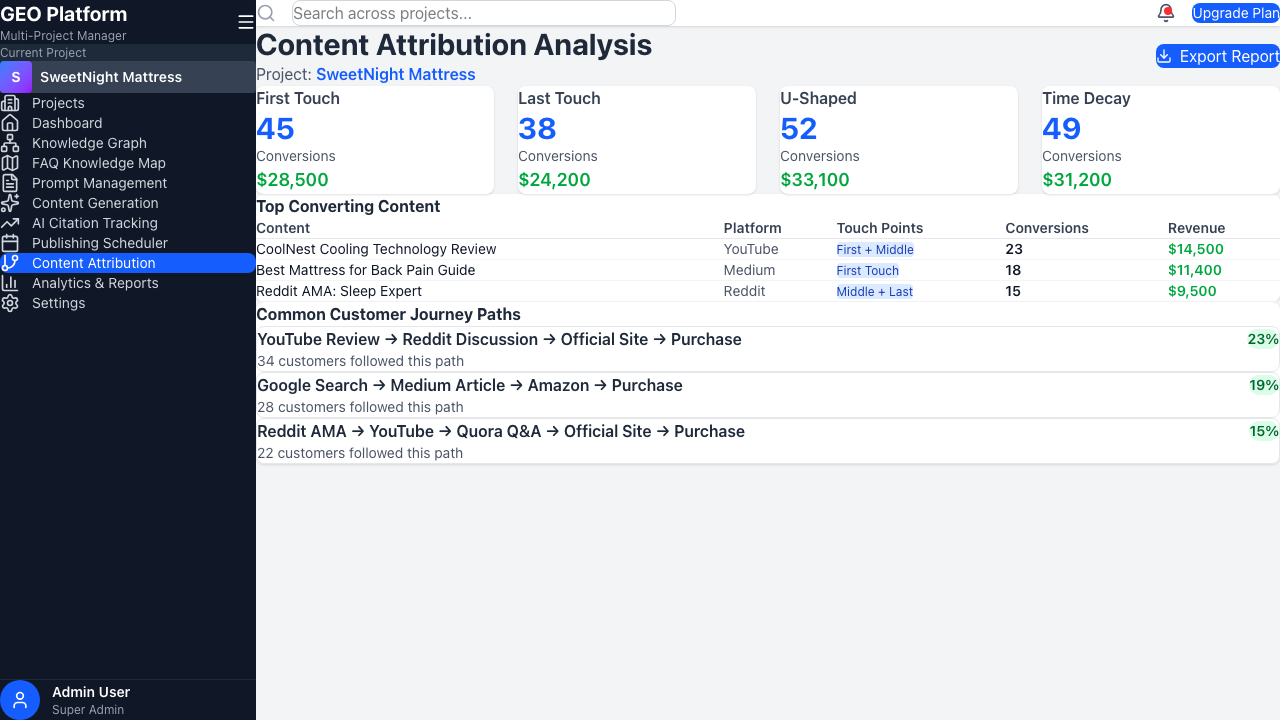 GEO Platform
Multi-Project Manager
Current Project
S SweetNight Mattress
Projects
Dashboard
Knowledge Graph
FAQ Knowledge Map
Prompt Management
Content Generation
AI Citation Tracking
Publishing Scheduler
Content Attribution
Analytics & Reports
Settings
Admin User
Super Admin
Search across projects...
Upgrade Plan
Content Attribution Analysis
Project: SweetNight Mattress
Export Report
First Touch
45
Conversions
$28,500
Last Touch
38
Conversions
$24,200
U-Shaped
52
Conversions
$33,100
Time Decay
49
Conversions
$31,200
Top Converting Content
Content Platform Touch Points Conversions Revenue
CoolNest Cooling Technology Review YouTube First + Middle 23 $14,500
Best Mattress for Back Pain Guide Medium First Touch 18 $11,400
Reddit AMA: Sleep Expert Reddit Middle + Last 15 $9,500
Common Customer Journey Paths
YouTube Review → Reddit Discussion → Official Site → Purchase 23%
34 customers followed this path
Google Search → Medium Article → Amazon → Purchase 19%
28 customers followed this path
Reddit AMA → YouTube → Quora Q&A → Official Site → Purchase 15%
22 customers followed this path